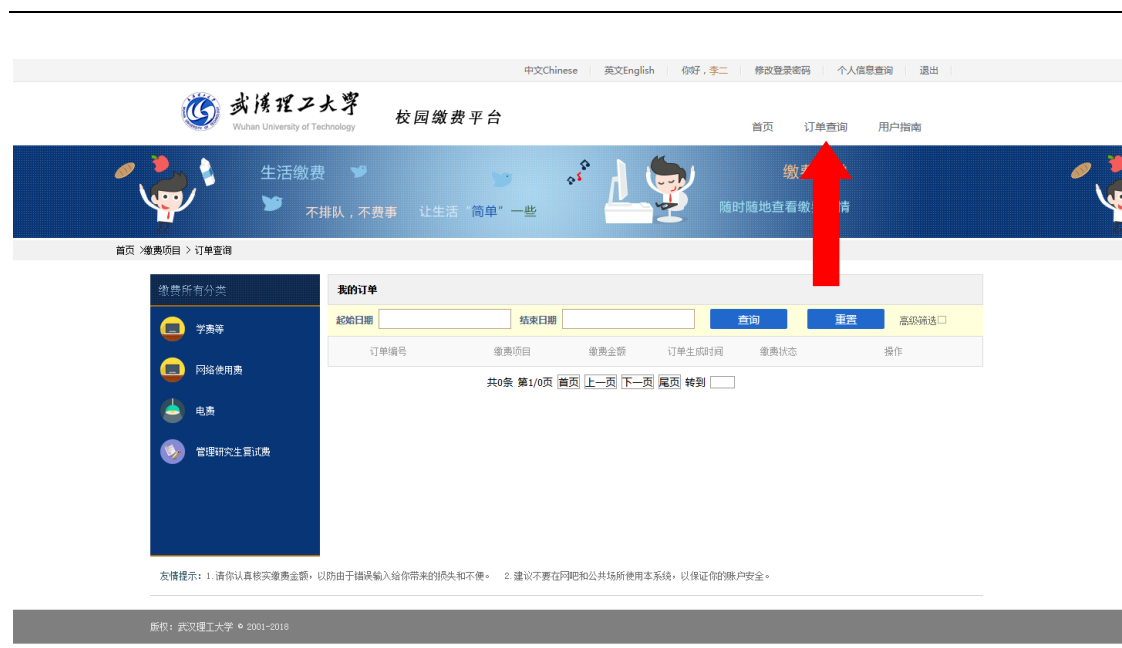 中文Chinese 英文English 你好，李二 修改登录密码 个人信息查询 退出
武汉理工大学
Wuhan University of Technology
校园缴费平台
首页 订单查询 用户指南
生活缴费
不排队，不费事 让生活“简单”一些
随时随地查看缴
首页 >缴费项目 > 订单查询
缴费所有分类
学费等
网络使用费
电费
管理研究生复试费
我的订单
起始日期 结束日期 查询 重置 高级筛选
订单编号 缴费项目 缴费金额 订单生成时间 缴费状态 操作
共0条 第1/0页 首页 上一页 下一页 尾页 转到
友情提示：1.请你认真核实缴费金额，以防由于错误输入给你带来的损失和不便。 2.建议不要在网吧和公共场所使用本系统，以保证你的账户安全。
版权：武汉理工大学 © 2001-2018